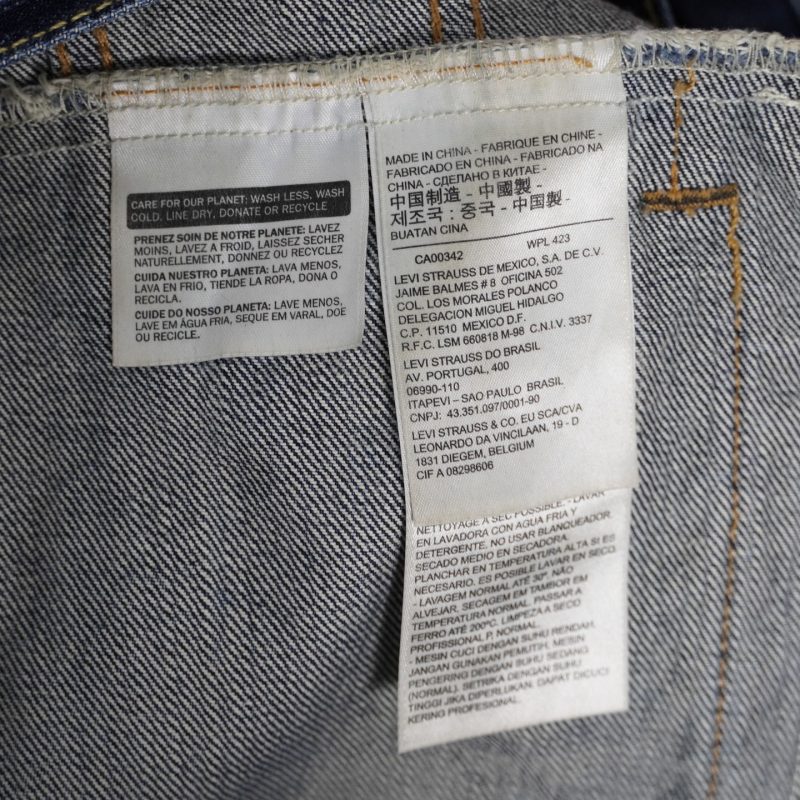 CARE FOR OUR PLANET: WASH LESS, WASH
COLD, LINE DRY, DONATE OR RECYCLE
PRENEZ SOIN DE NOTRE PLANETE: LAVEZ
MOINS, LAVEZ A FROID, LAISSEZ SECHER
NATURELLEMENT, DONNEZ OU RECYCLEZ
CUIDA NUESTRO PLANETA: LAVA MENOS,
LAVA EN FRIO, TIENDE LA ROPA, DONA O
RECICLA.
CUIDE DO NOSSO PLANETA: LAVE MENOS,
LAVE EM ÁGUA FRIA, SEQUE EM VARAL, DOE
OU RECICLE.
MADE IN CHINA - FABRIQUE EN CHINE -
FABRICADO EN CHINA - FABRICADO NA
CHINA - СДЕЛАНО В КИТАЕ -
中国制造 - 中國製 -
제조국 : 중국 - 中国製 -
BUATAN CINA
CA00342 WPL 423
LEVI STRAUSS DE MEXICO, S.A. DE C.V.
JAIME BALMES # 8 OFICINA 502
COL. LOS MORALES POLANCO
DELEGACION MIGUEL HIDALGO
C.P. 11510 MEXICO D.F.
R.F.C. LSM 660818 M-98 C.N.I.V. 3337
LEVI STRAUSS DO BRASIL
AV. PORTUGAL, 400
06990-110
ITAPEVI – SAO PAULO BRASIL
CNPJ: 43.351.097/0001-90
LEVI STRAUSS & CO. EU SCA/CVA
LEONARDO DA VINCILAAN, 19 - D
1831 DIEGEM, BELGIUM
CIF A 08298606
NETTOYAGE A SEC POSSIBLE. - LAVAR
EN LAVADORA CON AGUA FRIA Y
DETERGENTE, NO USAR BLANQUEADOR.
SECADO MEDIO EN SECADORA.
PLANCHAR EN TEMPERATURA ALTA SI ES
NECESARIO. ES POSIBLE LAVAR EN SECO.
- LAVAGEM NORMAL ATÉ 30° NÃO
ALVEJAR, SECAGEM EM TAMBOR EM
TEMPERATURA NORMAL. PASSAR A
FERRO ATÉ 200°C. LIMPEZA A SECO
PROFISSIONAL P, NORMAL.
- MESIN CUCI DENGAN SUHU RENDAH,
JANGAN GUNAKAN PEMUTIH, MESIN
PENGERING DENGAN SUHU SEDANG
(NORMAL). SETRIKA DENGAN SUHU
TINGGI JIKA DIPERLUKAN. DAPAT DICUCI
KERING PROFESIONAL.